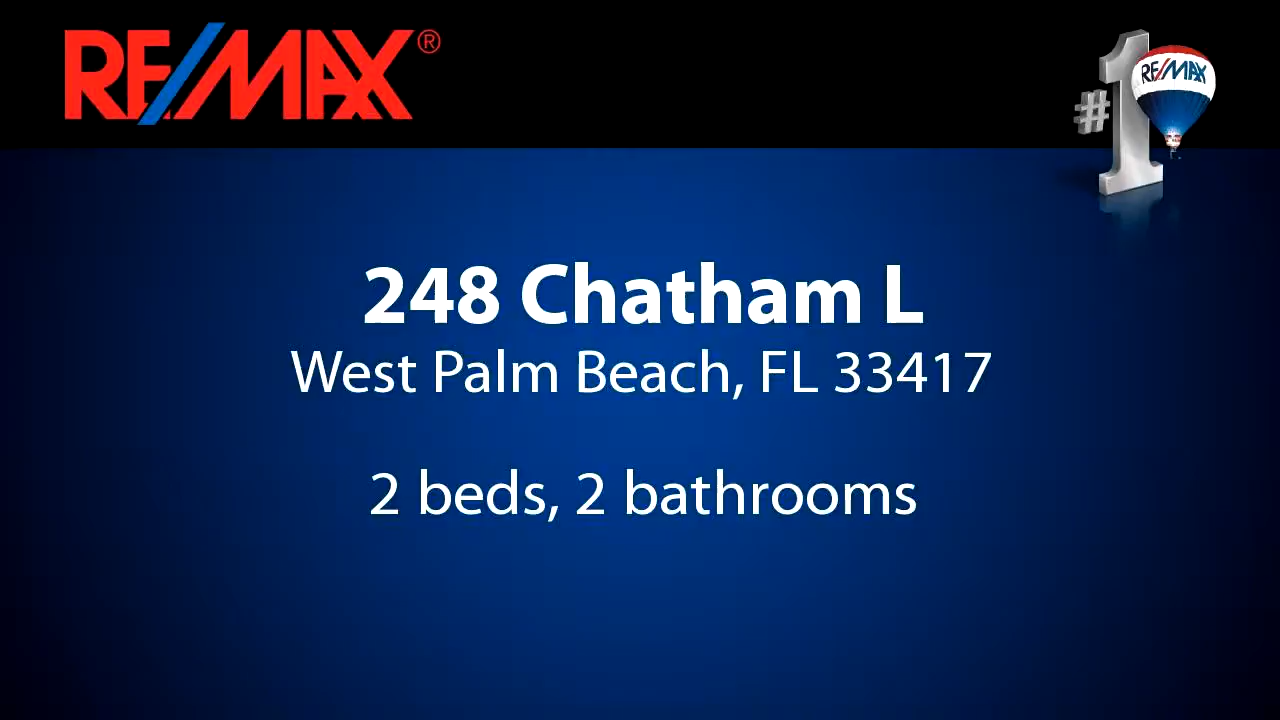 RE/MAX®
#1
RE/MAX
248 Chatham L
West Palm Beach, FL 33417
2 beds, 2 bathrooms